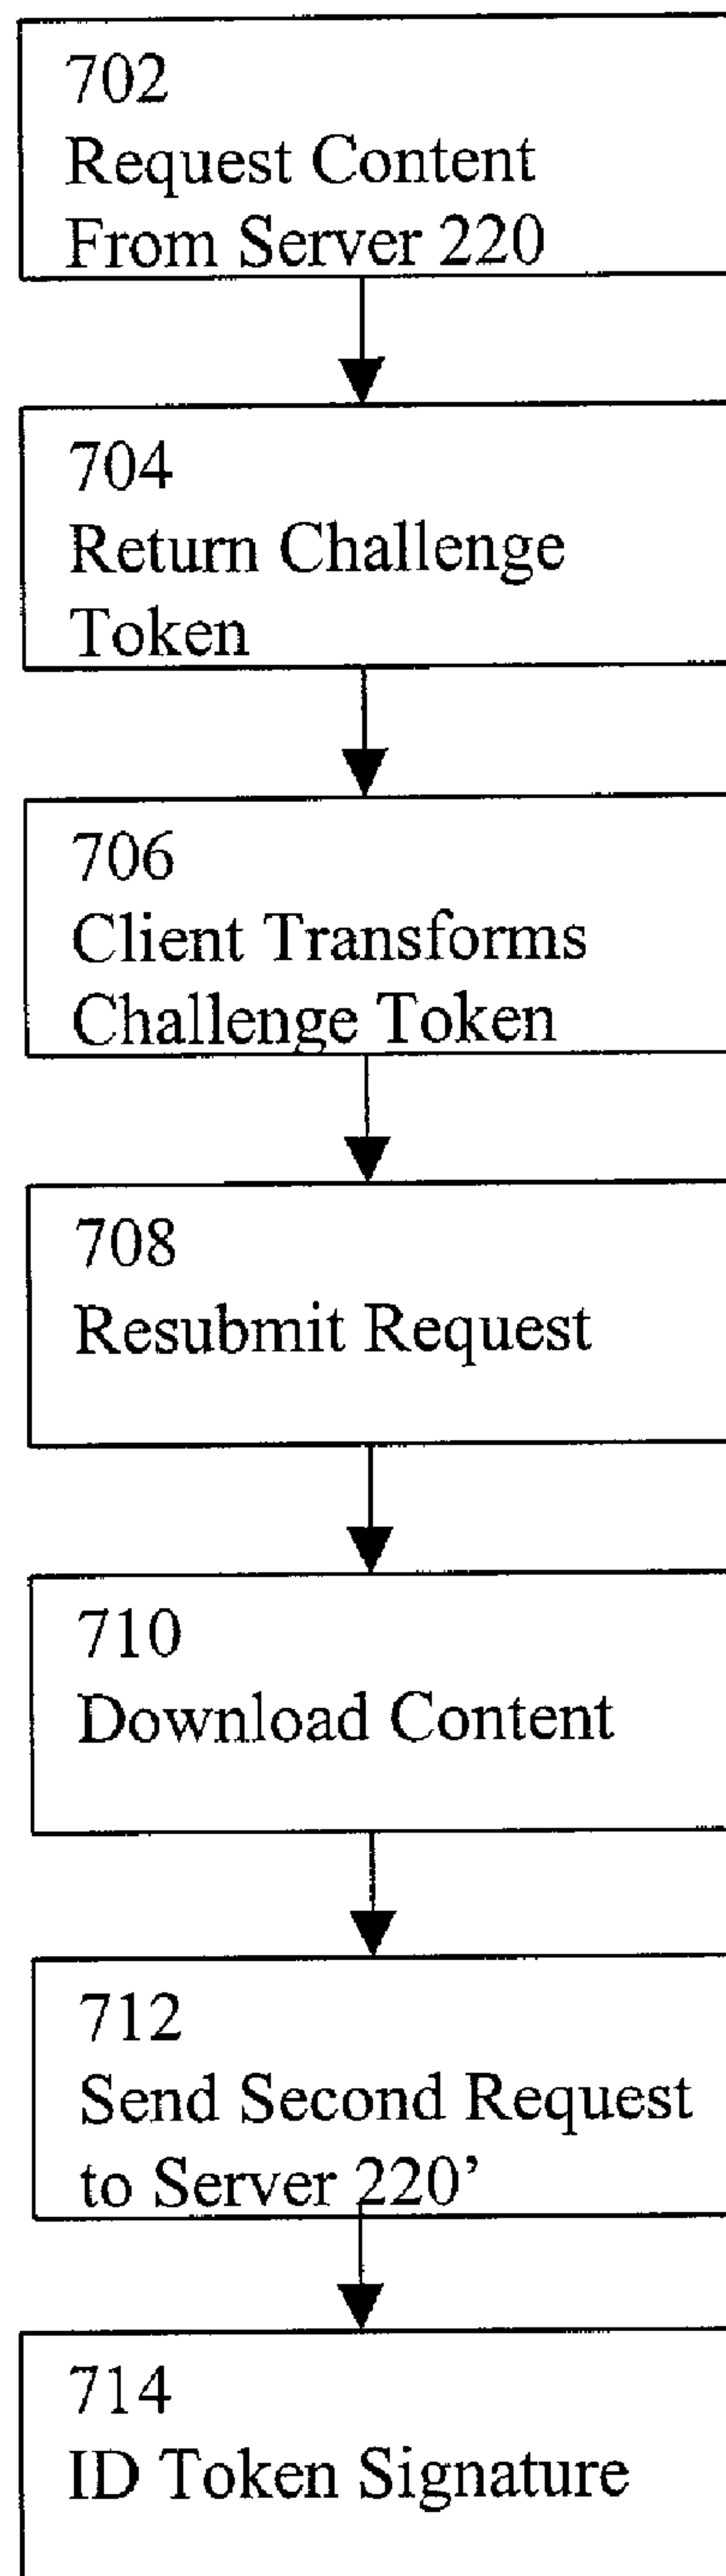 702
Request Content
From Server 220
704
Return Challenge
Token
706
Client Transforms
Challenge Token
708
Resubmit Request
710
Download Content
712
Send Second Request
to Server 220’
714
ID Token Signature